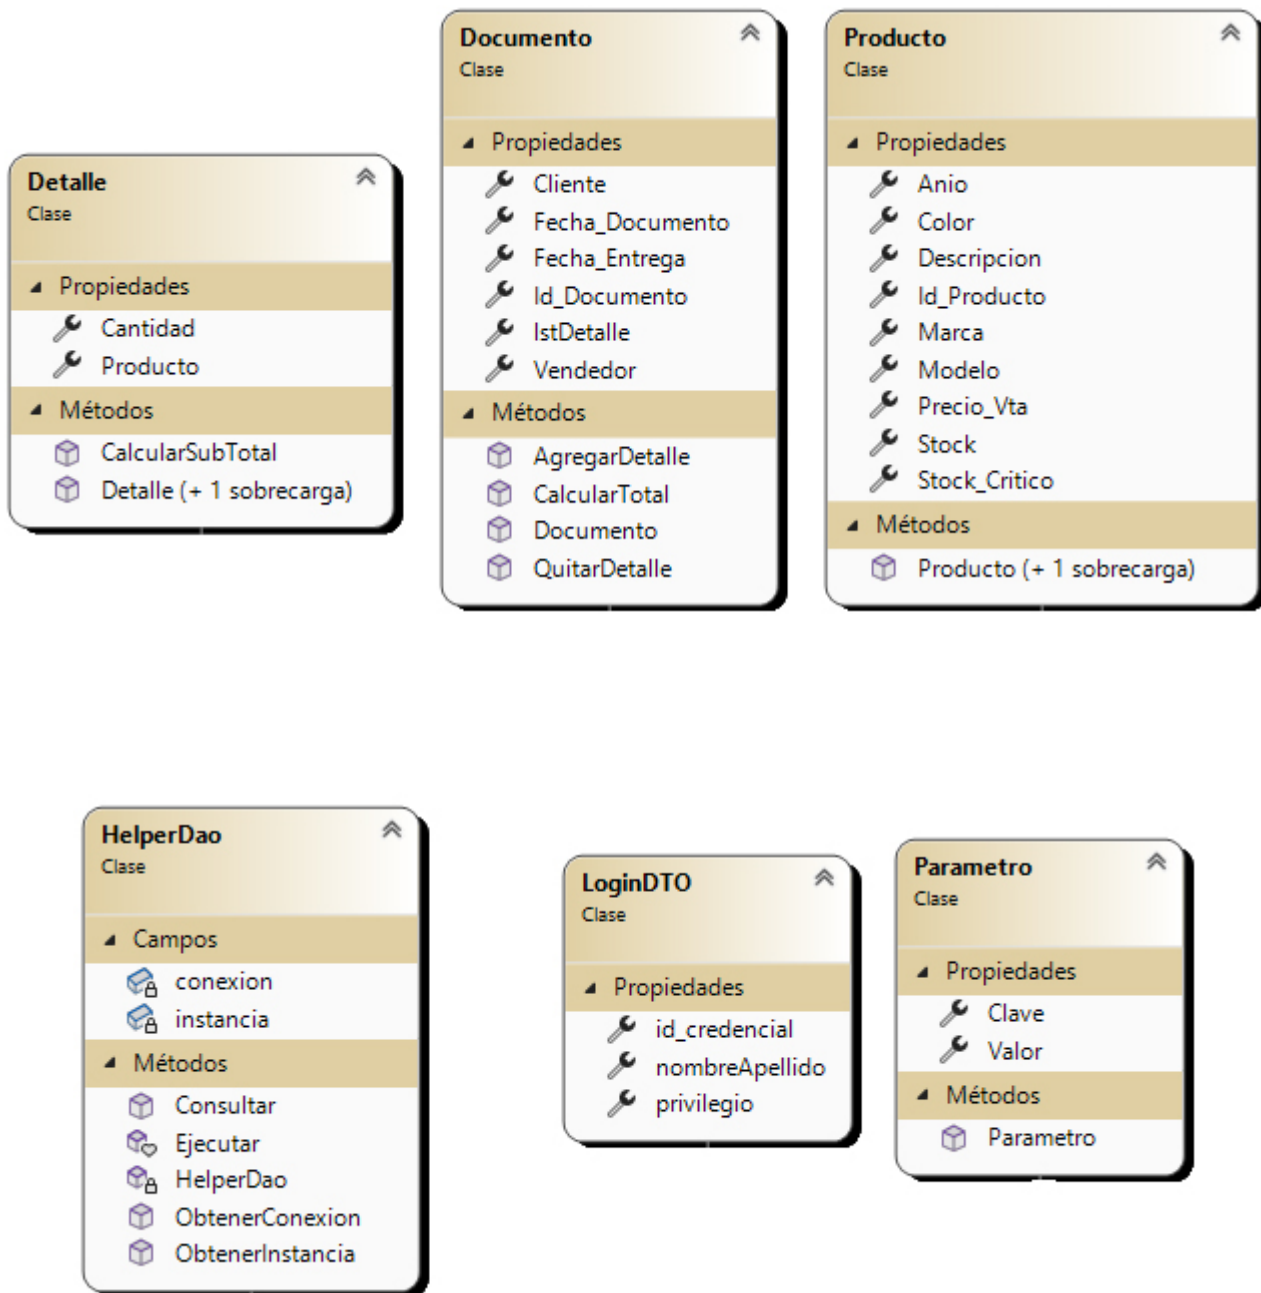 Detalle
Clase
Propiedades
Cantidad
Producto
Métodos
CalcularSubTotal
Detalle (+ 1 sobrecarga)
Documento
Clase
Propiedades
Cliente
Fecha_Documento
Fecha_Entrega
Id_Documento
lstDetalle
Vendedor
Métodos
AgregarDetalle
CalcularTotal
Documento
QuitarDetalle
Producto
Clase
Propiedades
Anio
Color
Descripcion
Id_Producto
Marca
Modelo
Precio_Vta
Stock
Stock_Critico
Métodos
Producto (+ 1 sobrecarga)
HelperDao
Clase
Campos
conexion
instancia
Métodos
Consultar
Ejecutar
HelperDao
ObtenerConexion
ObtenerInstancia
LoginDTO
Clase
Propiedades
id_credencial
nombreApellido
privilegio
Parametro
Clase
Propiedades
Clave
Valor
Métodos
Parametro